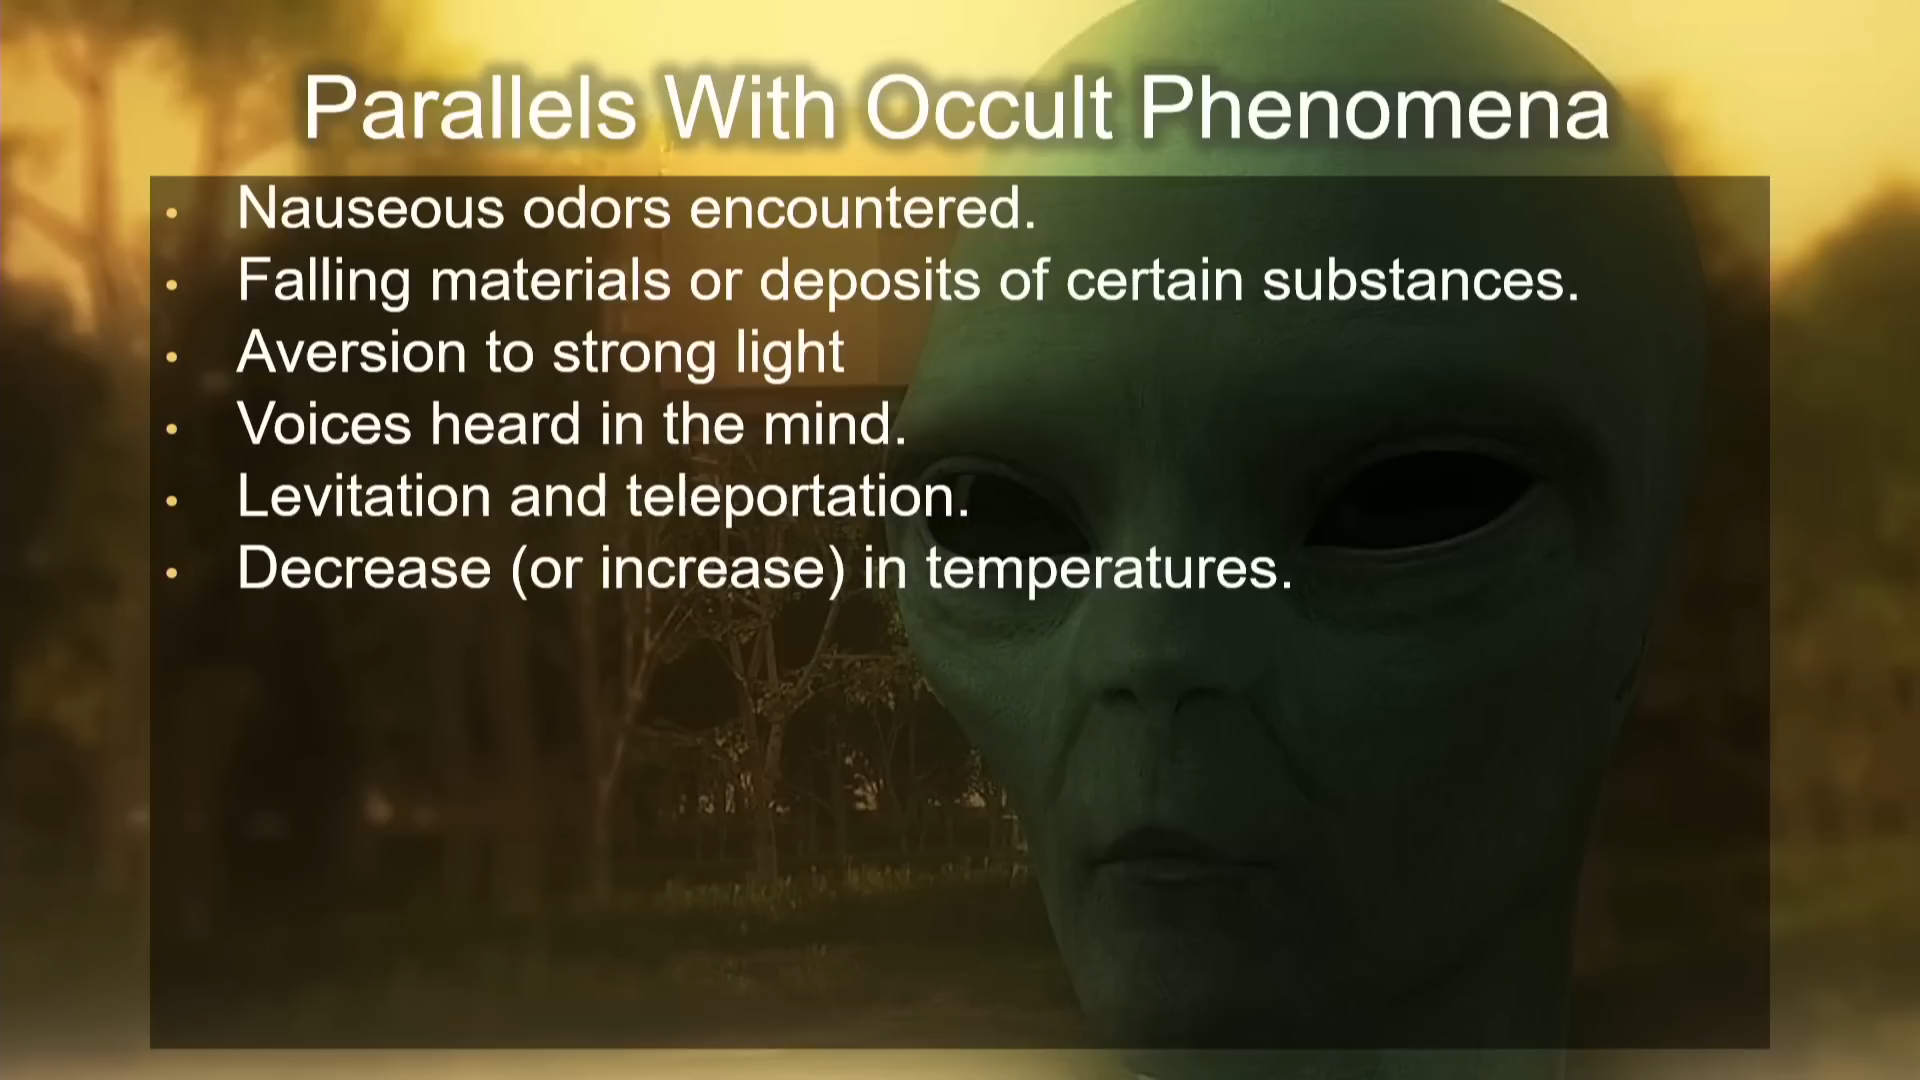 Parallels With Occult Phenomena
• Nauseous odors encountered.
• Falling materials or deposits of certain substances.
• Aversion to strong light
• Voices heard in the mind.
• Levitation and teleportation.
• Decrease (or increase) in temperatures.